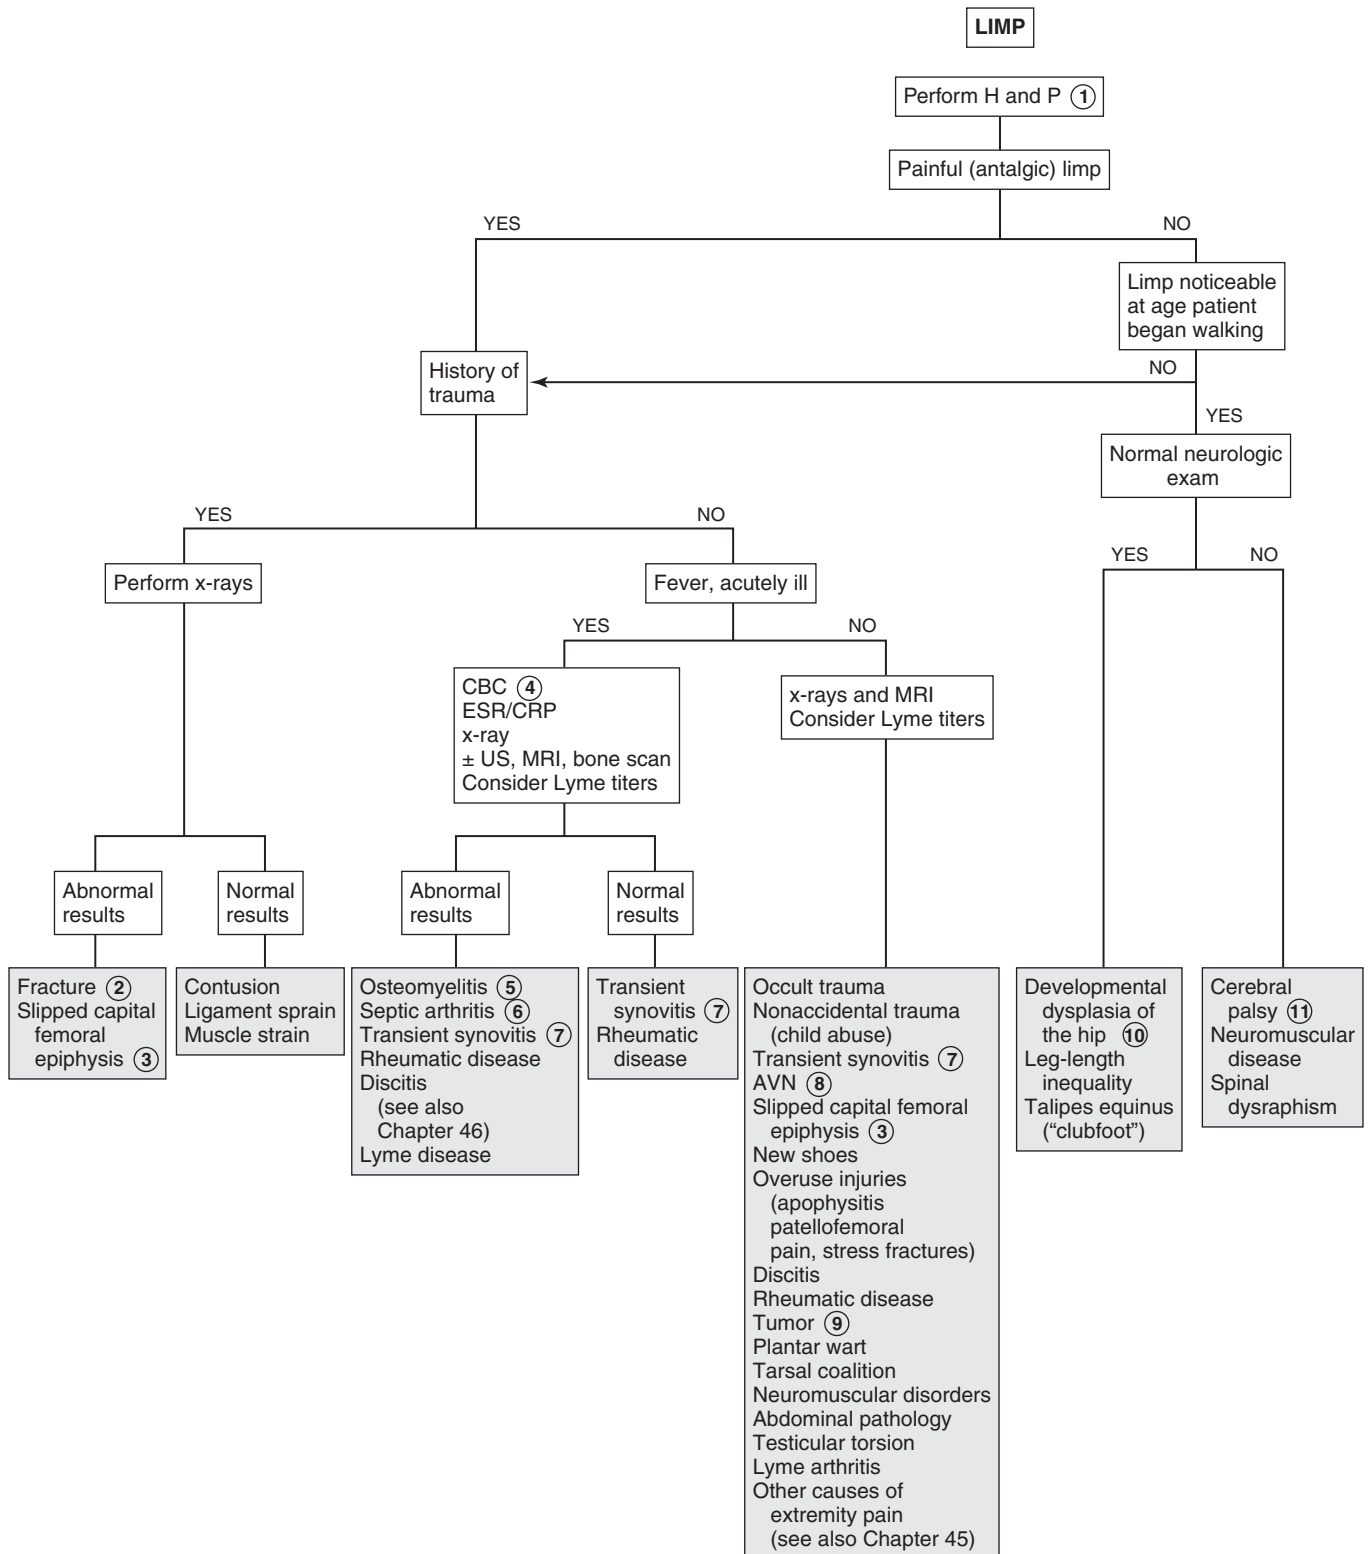 LIMP
Perform H and P 1
Painful (antalgic) limp
YES
NO
Limp noticeable
at age patient
began walking
NO
History of
trauma
YES
Normal neurologic
exam
YES
NO
YES
NO
Perform x-rays
Fever, acutely ill
YES
NO
CBC 4
ESR/CRP
x-ray
± US, MRI, bone scan
Consider Lyme titers
x-rays and MRI
Consider Lyme titers
Abnormal
results
Normal
results
Abnormal
results
Normal
results
Fracture 2
Slipped capital
femoral
epiphysis 3
Contusion
Ligament sprain
Muscle strain
Osteomyelitis 5
Septic arthritis 6
Transient synovitis 7
Rheumatic disease
Discitis
(see also
Chapter 46)
Lyme disease
Transient
synovitis 7
Rheumatic
disease
Occult trauma
Nonaccidental trauma
(child abuse)
Transient synovitis 7
AVN 8
Slipped capital femoral
epiphysis 3
New shoes
Overuse injuries
(apophysitis
patellofemoral
pain, stress fractures)
Discitis
Rheumatic disease
Tumor 9
Plantar wart
Tarsal coalition
Neuromuscular disorders
Abdominal pathology
Testicular torsion
Lyme arthritis
Other causes of
extremity pain
(see also Chapter 45)
Developmental
dysplasia of
the hip 10
Leg-length
inequality
Talipes equinus
(“clubfoot”)
Cerebral
palsy 11
Neuromuscular
disease
Spinal
dysraphism